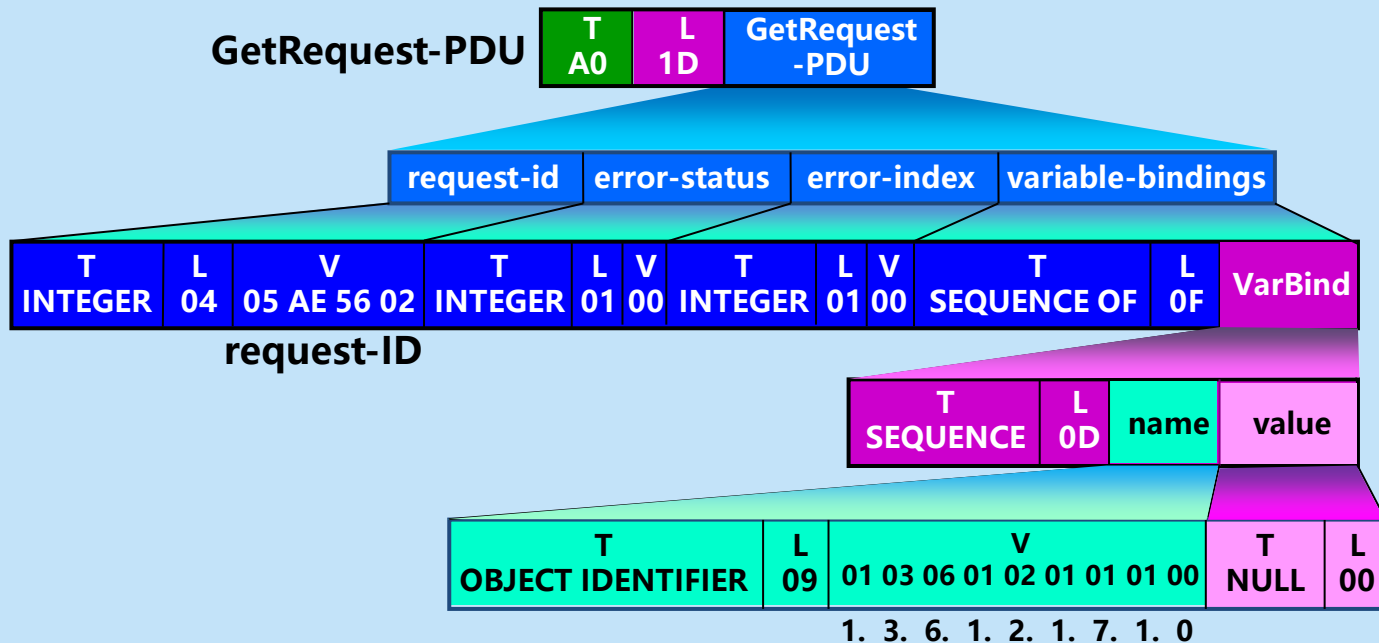 GetRequest-PDU
T L GetRequest
A0 1D -PDU
request-id error-status error-index variable-bindings
T L V T L V T L V T L VarBind
INTEGER 04 05 AE 56 02 INTEGER 01 00 INTEGER 01 00 SEQUENCE OF 0F
request-ID
T L name value
SEQUENCE 0D
T L V T L
OBJECT IDENTIFIER 09 01 03 06 01 02 01 01 01 00 NULL 00
1. 3. 6. 1. 2. 1. 7. 1. 0